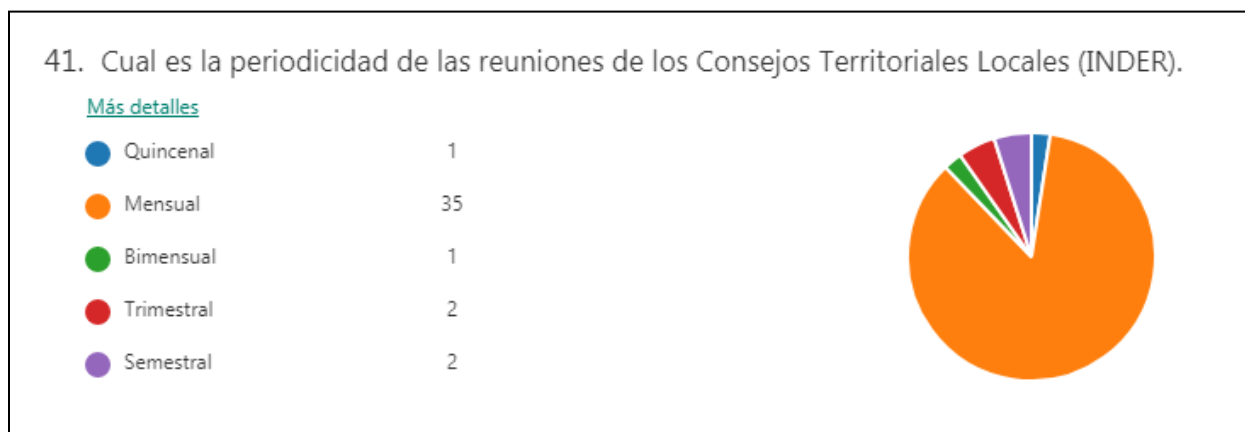 41. Cual es la periodicidad de las reuniones de los Consejos Territoriales Locales (INDER).
Más detalles
Quincenal 1
Mensual 35
Bimensual 1
Trimestral 2
Semestral 2